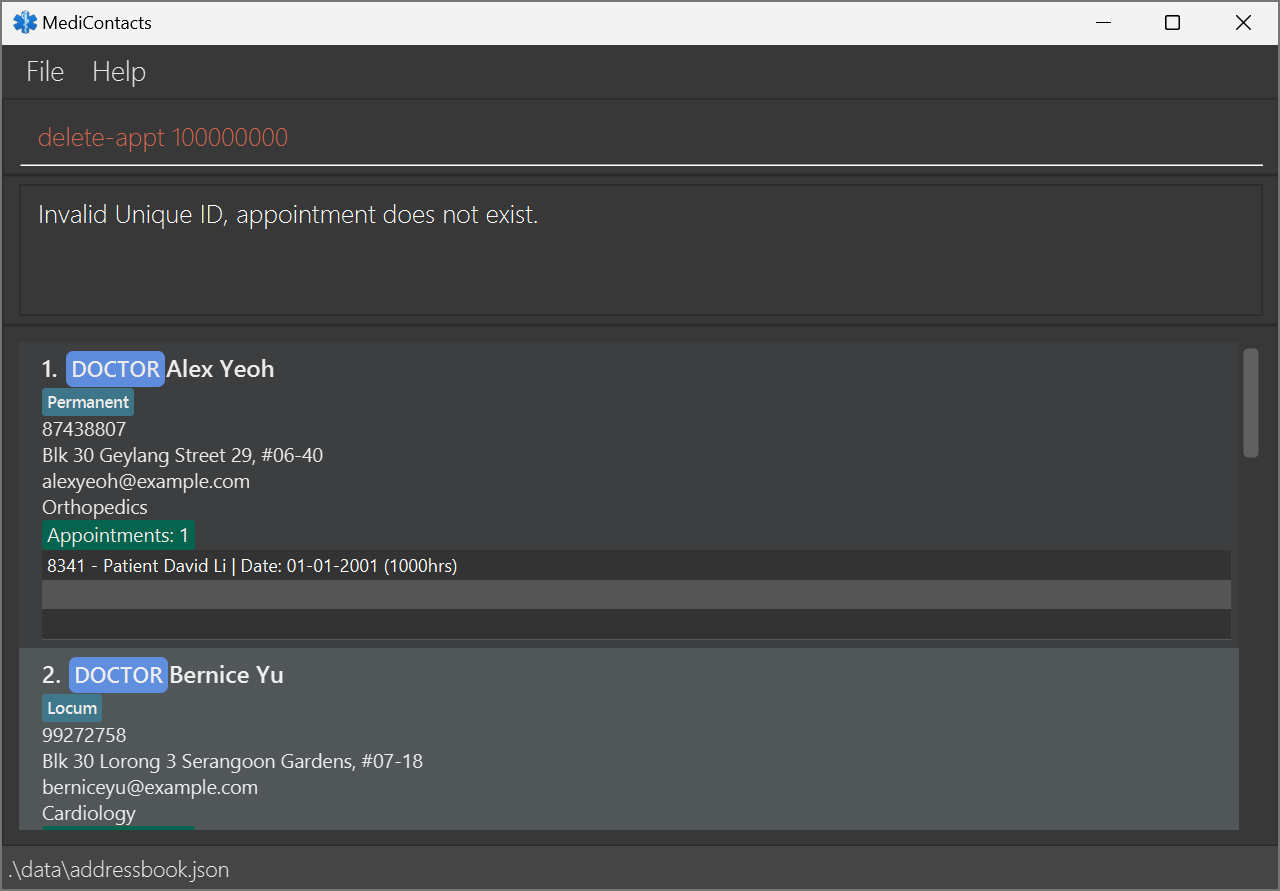 MediContacts
File Help
delete-appt 100000000
Invalid Unique ID, appointment does not exist.
1. DOCTOR Alex Yeoh
Permanent
87438807
Blk 30 Geylang Street 29, #06-40
alexyeoh@example.com
Orthopedics
Appointments: 1
8341 - Patient David Li | Date: 01-01-2001 (1000hrs)
2. DOCTOR Bernice Yu
Locum
99272758
Blk 30 Lorong 3 Serangoon Gardens, #07-18
berniceyu@example.com
Cardiology
.\data\addressbook.json